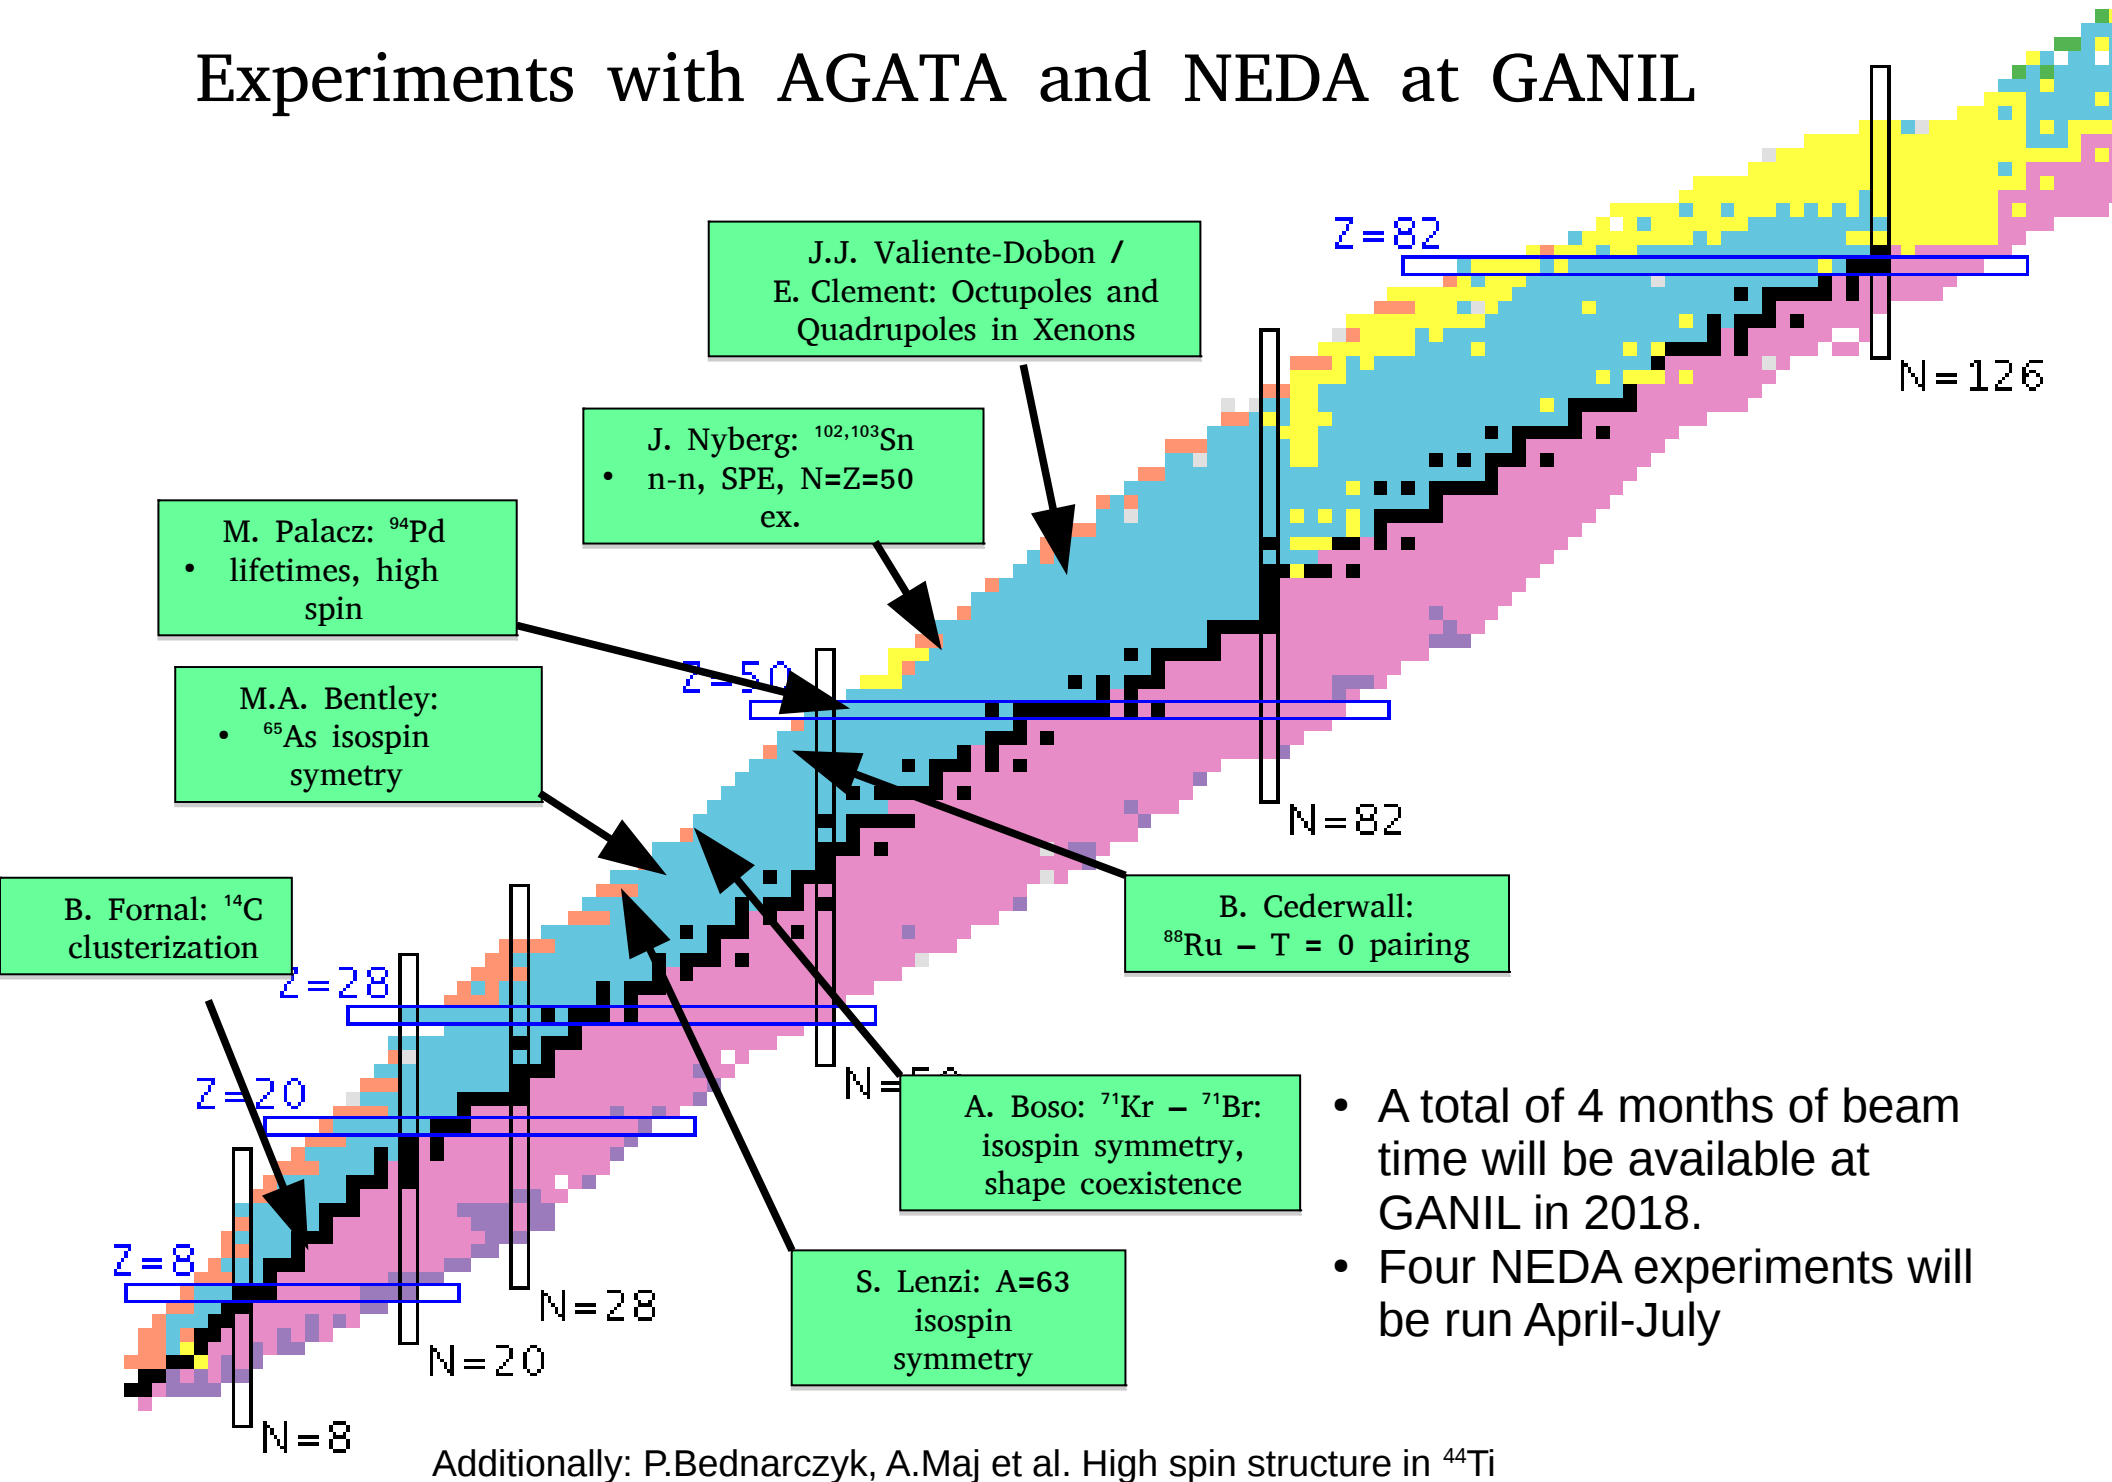 Experiments with AGATA and NEDA at GANIL
Z=82
J.J. Valiente-Dobon /
E. Clement: Octupoles and
Quadrupoles in Xenons
N=126
J. Nyberg: ¹⁰²,¹⁰³Sn
• n-n, SPE, N=Z=50
ex.
M. Palacz: ⁹⁴Pd
• lifetimes, high
spin
Z=50
M.A. Bentley:
• ⁶⁵As isospin
symetry
N=82
B. Fornal: ¹⁴C
clusterization
B. Cederwall:
⁸⁸Ru – T = 0 pairing
Z=28
Z=20
N=50
A. Boso: ⁷¹Kr – ⁷¹Br:
isospin symmetry,
shape coexistence
• A total of 4 months of beam
time will be available at
GANIL in 2018.
• Four NEDA experiments will
be run April-July
Z=8
S. Lenzi: A=63
isospin
symmetry
N=28
N=20
N=8
Additionally: P.Bednarczyk, A.Maj et al. High spin structure in ⁴⁴Ti